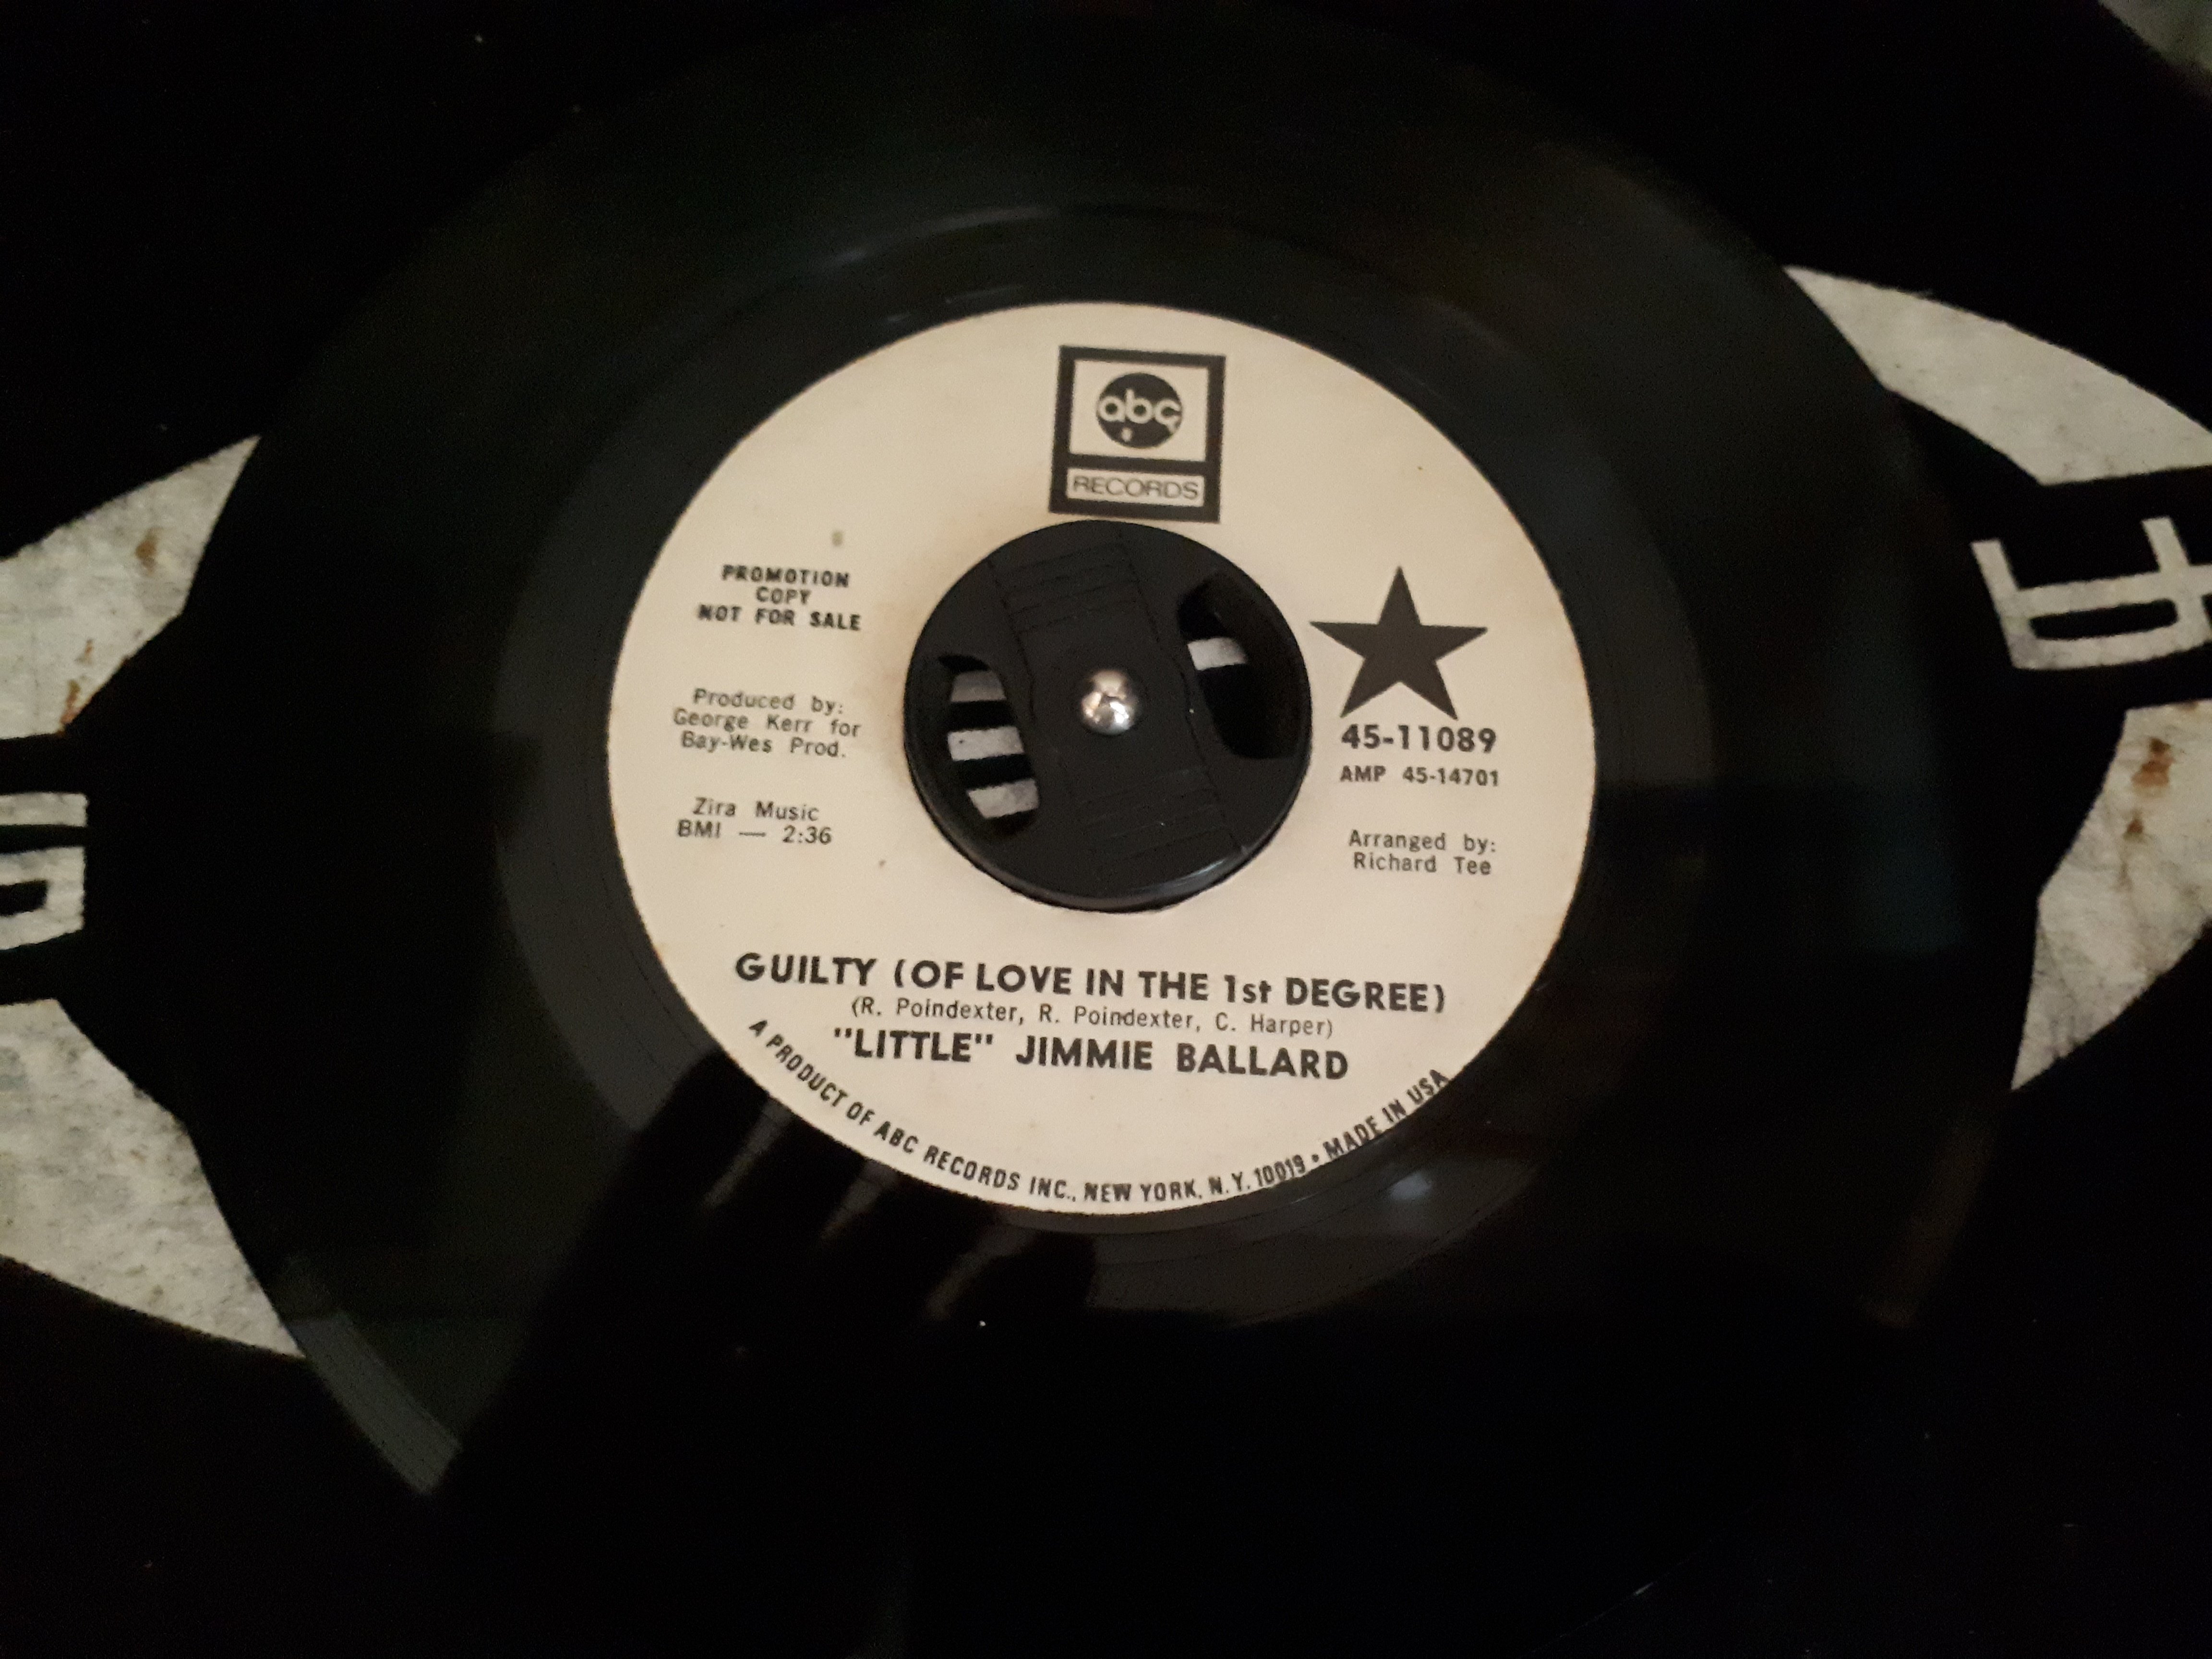 abc
RECORDS
PROMOTION
COPY
NOT FOR SALE
Produced by:
George Kerr for
Bay-Wes Prod.
Zira Music
BMI — 2:36
45-11089
AMP 45-14701
Arranged by:
Richard Tee
GUILTY (OF LOVE IN THE 1st DEGREE)
(R. Poindexter, R. Poindexter, C. Harper)
"LITTLE" JIMMIE BALLARD
A PRODUCT OF ABC RECORDS INC., NEW YORK, N.Y. 10019 • MADE IN USA